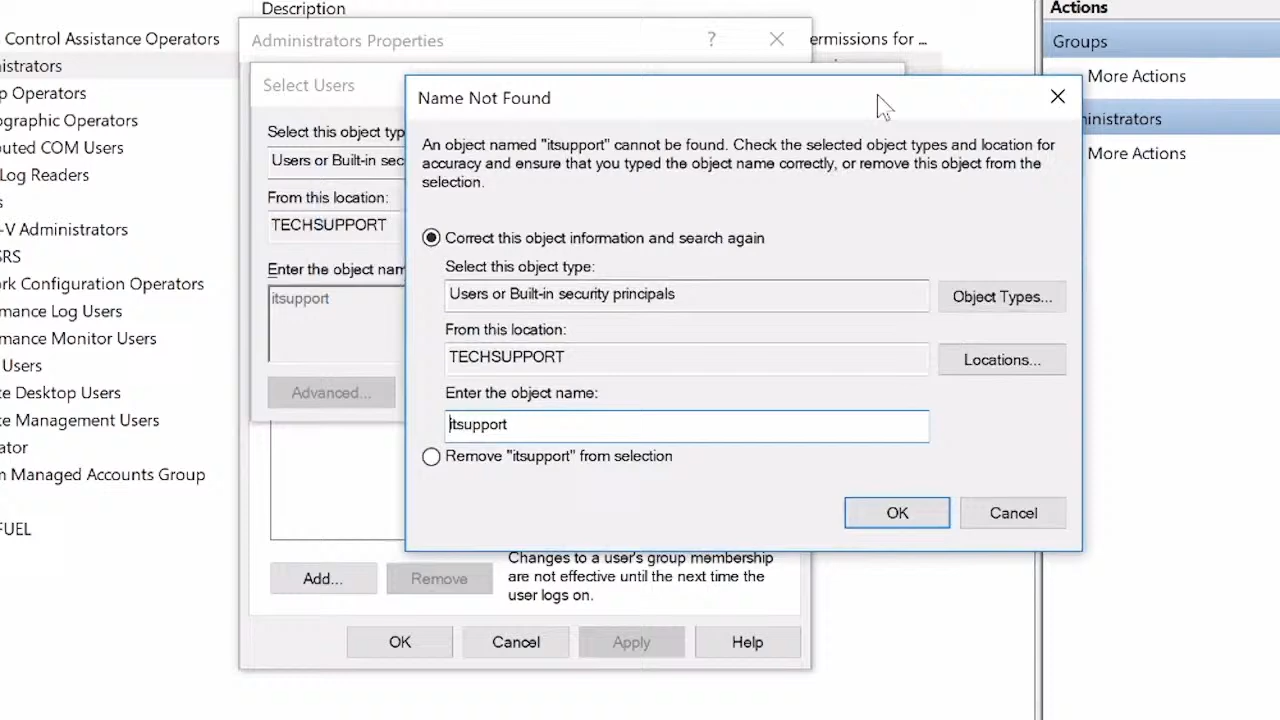 Description
Actions
Control Assistance Operators
Administrators Properties
?
ermissions for ...
Groups
istrators
More Actions
Select Users
Name Not Found
p Operators
inistrators
ographic Operators
Select this object typ
An object named "itsupport" cannot be found. Check the selected object types and location for
accuracy and ensure that you typed the object name correctly, or remove this object from the
selection.
uted COM Users
Users or Built-in sec
More Actions
Log Readers
From this location:
s
TECHSUPPORT
-V Administrators
Correct this object information and search again
SRS
Enter the object nam
Select this object type:
rk Configuration Operators
itsupport
Users or Built-in security principals
Object Types...
mance Log Users
From this location:
mance Monitor Users
TECHSUPPORT
Locations...
Users
te Desktop Users
Advanced...
Enter the object name:
te Management Users
itsupport
ator
Remove "itsupport" from selection
m Managed Accounts Group
OK
Cancel
FUEL
Changes to a user's group membership
are not effective until the next time the
user logs on.
Add...
Remove
OK
Cancel
Apply
Help